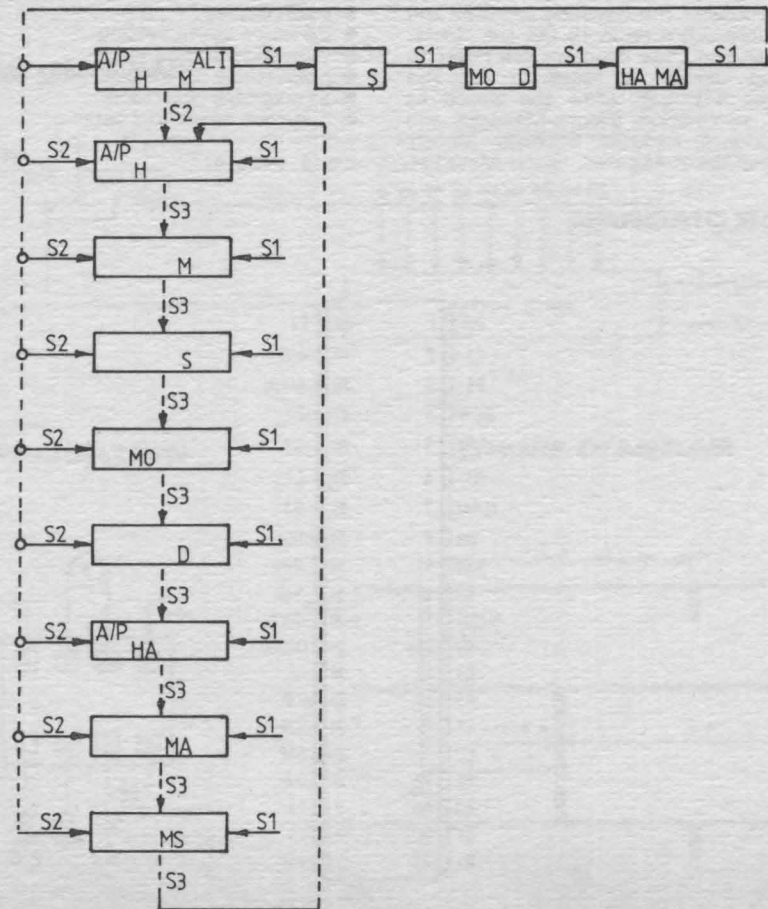 A/P ALI S1 S1 S1 S1
H M S MO D HA MA
S2
S2 A/P S1
H
S3
S2 M S1
S3
S2 S S1
S3
S2 MO S1
S3
S2 D S1
S3
S2 A/P S1
HA
S3
S2 MA S1
S3
S2 MS S1
S3